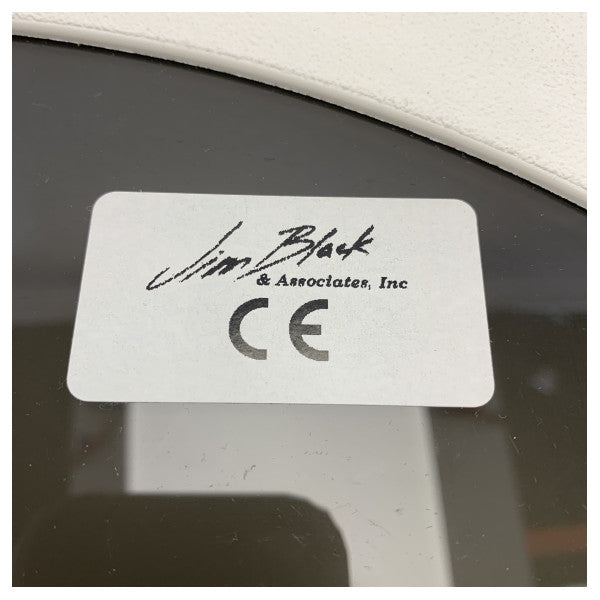 Jim Black
& Associates, Inc
CE